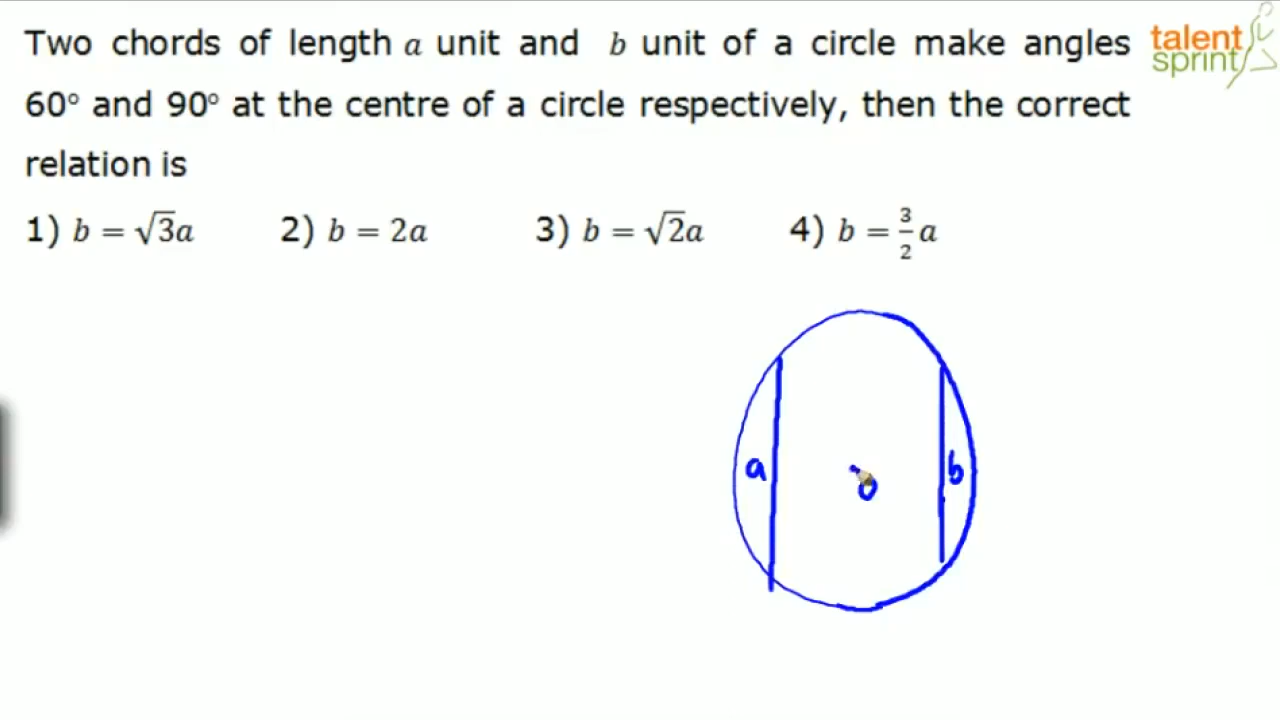 Two chords of length a unit and b unit of a circle make angles
talent
sprint
60° and 90° at the centre of a circle respectively, then the correct
relation is
1) b = √3a 2) b = 2a 3) b = √2a 4) b = 3/2 a
a
b
o